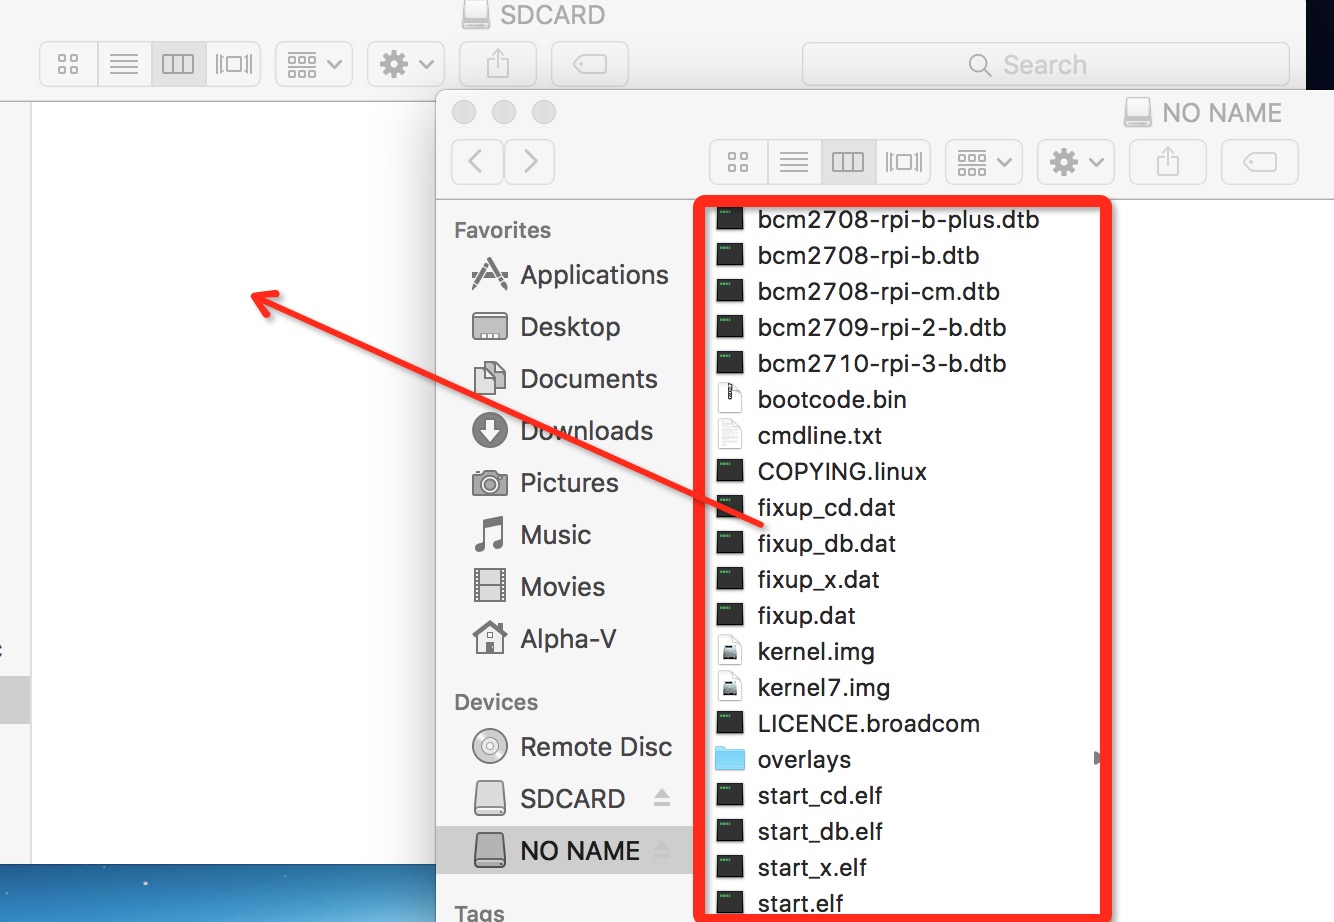 SDCARD
Search
NO NAME
Favorites
Applications
Desktop
Documents
Downloads
Pictures
Music
Movies
Alpha-V
Devices
Remote Disc
SDCARD
NO NAME
Tags
bcm2708-rpi-b-plus.dtb
bcm2708-rpi-b.dtb
bcm2708-rpi-cm.dtb
bcm2709-rpi-2-b.dtb
bcm2710-rpi-3-b.dtb
bootcode.bin
cmdline.txt
COPYING.linux
fixup_cd.dat
fixup_db.dat
fixup_x.dat
fixup.dat
kernel.img
kernel7.img
LICENCE.broadcom
overlays
start_cd.elf
start_db.elf
start_x.elf
start.elf